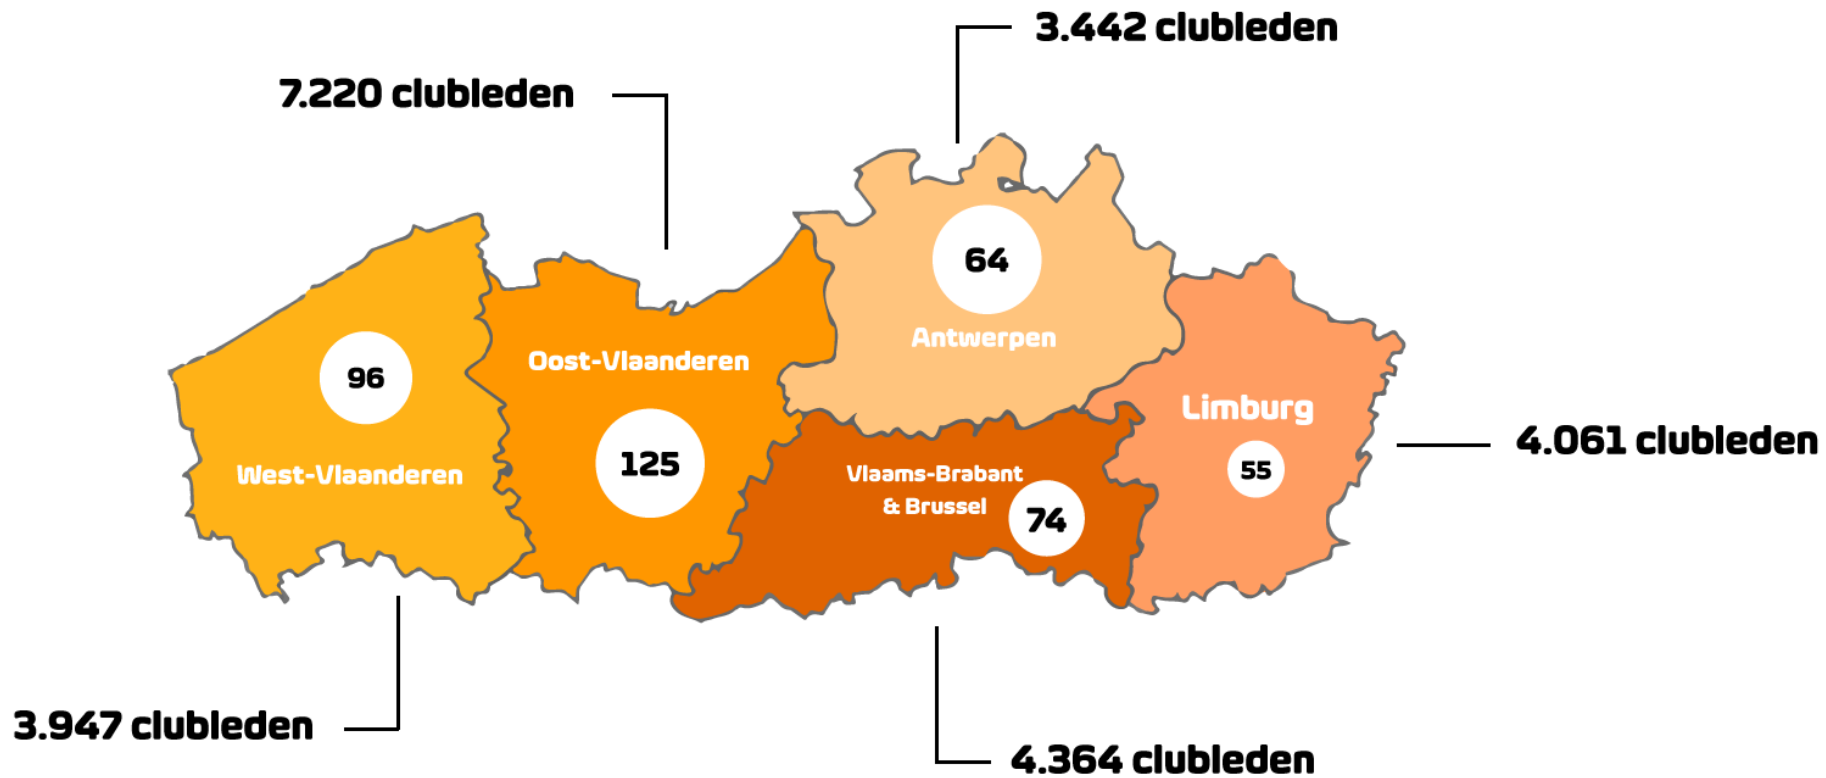 3.442 clubleden
7.220 clubleden
64
Antwerpen
Oost-Vlaanderen
96
Limburg
4.061 clubleden
125
55
West-Vlaanderen
Vlaams-Brabant
& Brussel
74
3.947 clubleden
4.364 clubleden